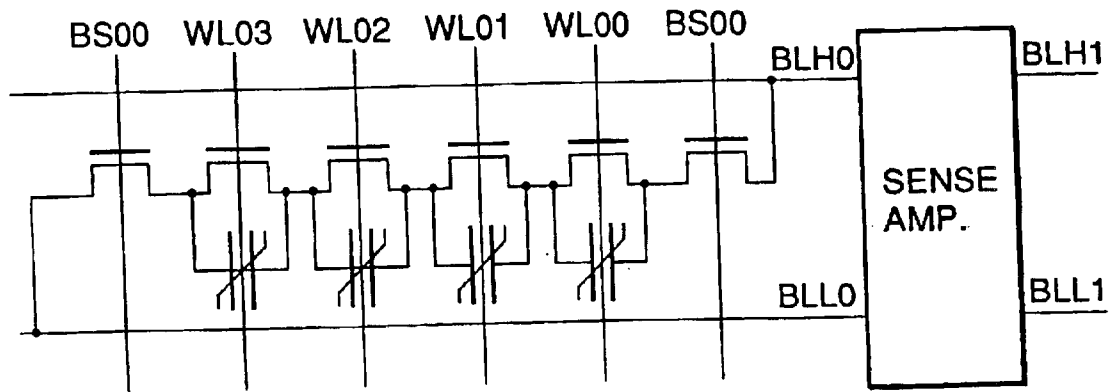 BS00 WL03 WL02 WL01 WL00 BS00
BLH0
BLH1
SENSE
AMP.
BLL0
BLL1